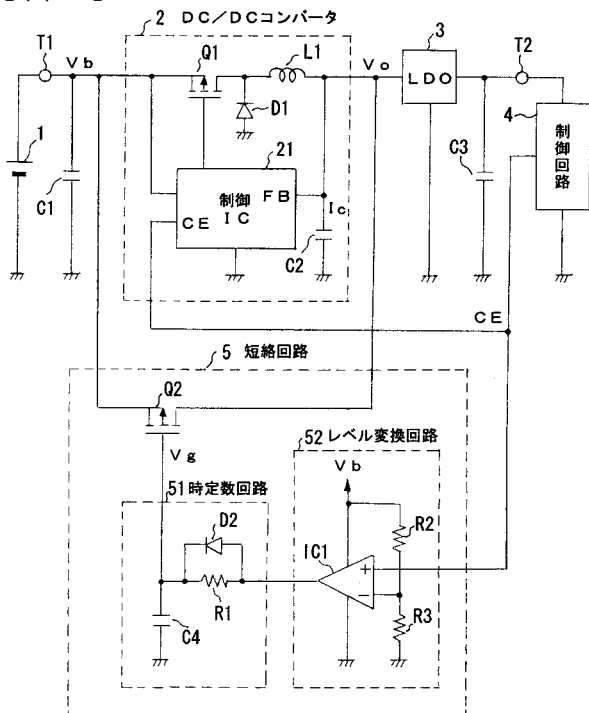 2 DC/DCコンバータ
T1
Vb
Q1
L1
Vo
3
LDO
T2
4
制御回路
D1
1
C1
21
制御IC
FB
CE
Ic
C2
C3
CE
5 短絡回路
Q2
Vg
52 レベル変換回路
Vb
51 時定数回路
D2
R1
C4
IC1
+
-
R2
R3